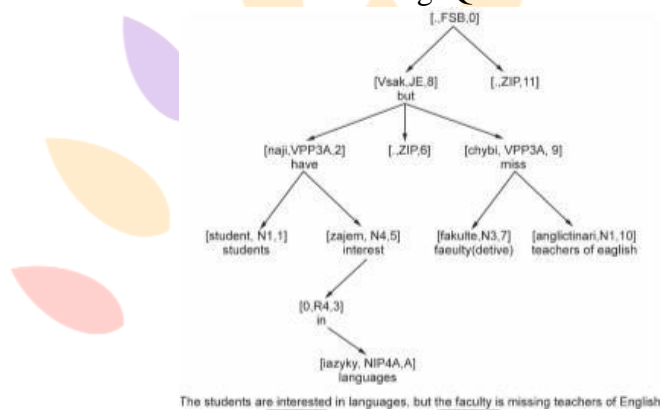 [.,FSB,0]
[Vsak,JE,8]
but
[.,ZIP,11]
[naji,VPP3A,2]
have
[.,ZIP,6]
[chybi, VPP3A, 9]
miss
[student, N1,1]
students
[zajem, N4,5]
interest
[fakulte,N3,7]
faeulty(detive)
[anglictinari,N1,10]
teachers of eaglish
[0,R4,3]
in
[iazyky, NIP4A,A]
languages
The students are interested in languages, but the faculty is missing teachers of English